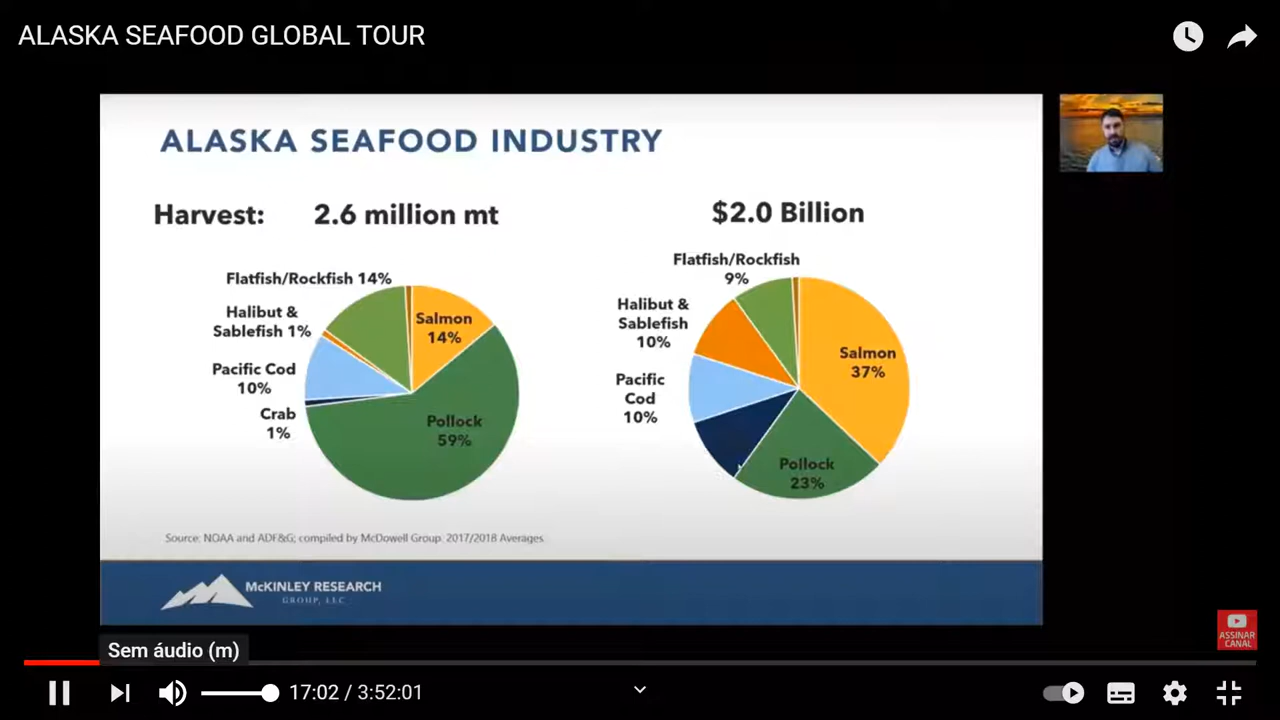 ALASKA SEAFOOD GLOBAL TOUR
ALASKA SEAFOOD INDUSTRY
Harvest: 2.6 million mt
$2.0 Billion
Flatfish/Rockfish 14%
Halibut &
Sablefish 1%
Pacific Cod
10%
Crab
1%
Salmon
14%
Pollock
59%
Flatfish/Rockfish
9%
Halibut &
Sablefish
10%
Pacific
Cod
10%
Salmon
37%
Pollock
23%
Source: NOAA and ADF&G; compiled by McDowell Group. 2017/2018 Averages.
McKINLEY RESEARCH
GROUP, LLC
ASSINAR
CANAL
Sem áudio (m)
17:02 / 3:52:01